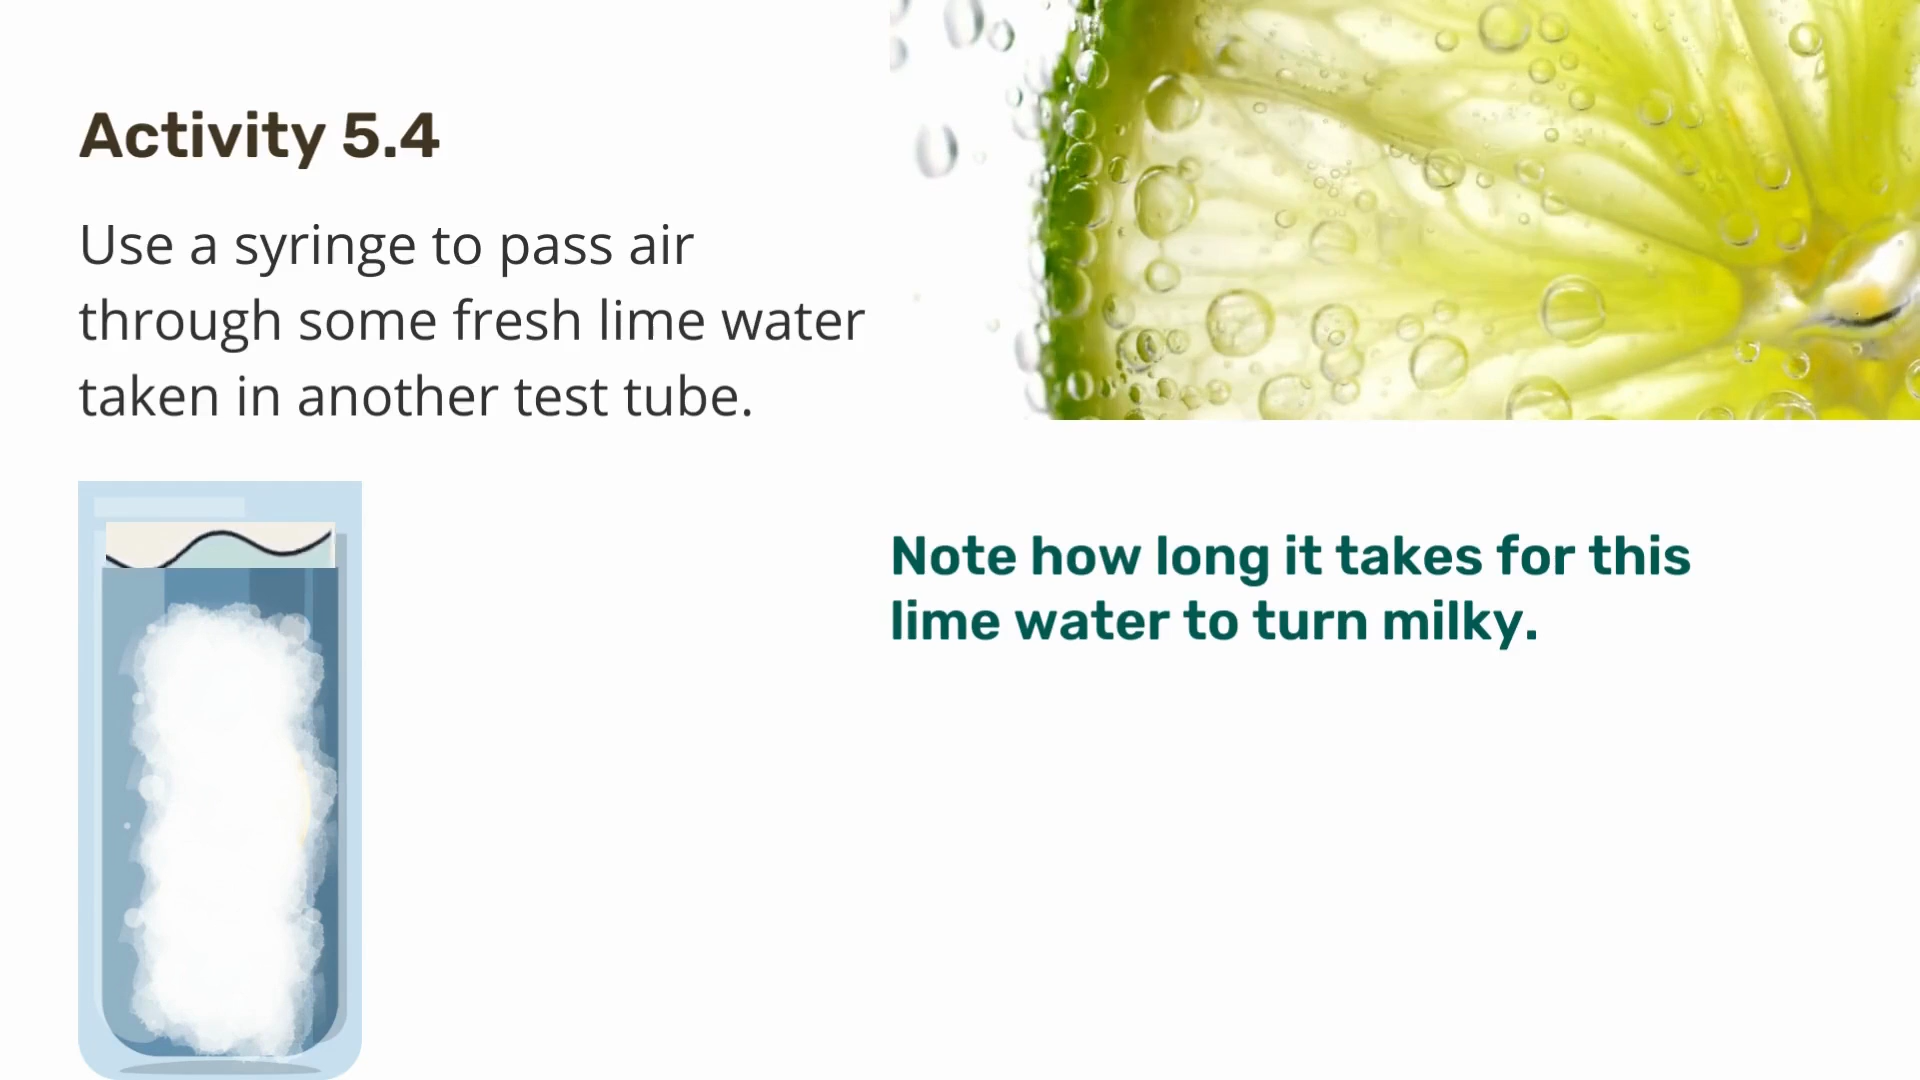 Activity 5.4
Use a syringe to pass air
through some fresh lime water
taken in another test tube.
Note how long it takes for this
lime water to turn milky.